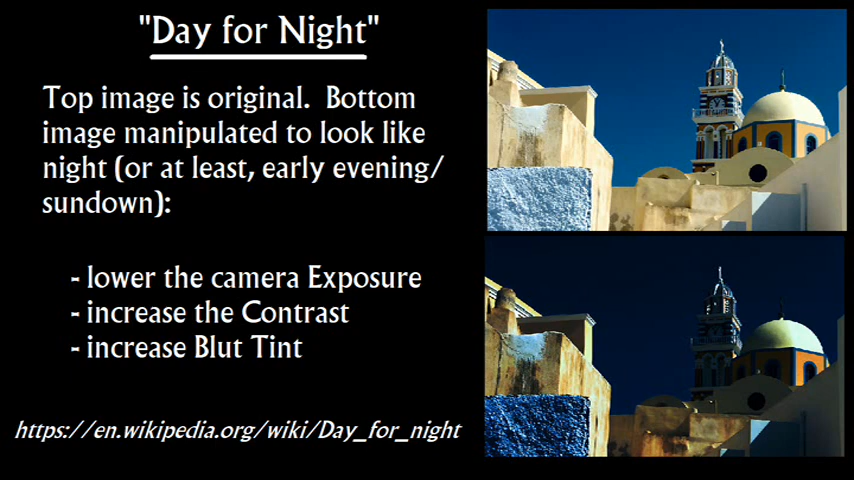 "Day for Night"
Top image is original. Bottom
image manipulated to look like
night (or at least, early evening/
sundown):
- lower the camera Exposure
- increase the Contrast
- increase Blut Tint
https://en.wikipedia.org/wiki/Day_for_night